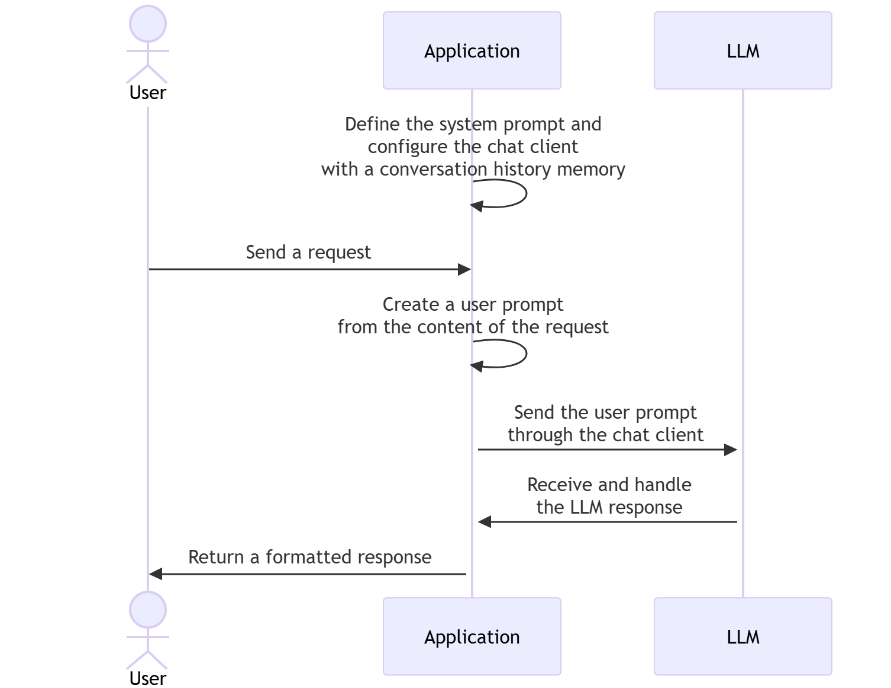 Application
LLM
User
Define the system prompt and
configure the chat client
with a conversation history memory
Send a request
Create a user prompt
from the content of the request
Send the user prompt
through the chat client
Receive and handle
the LLM response
Return a formatted response
Application
LLM
User